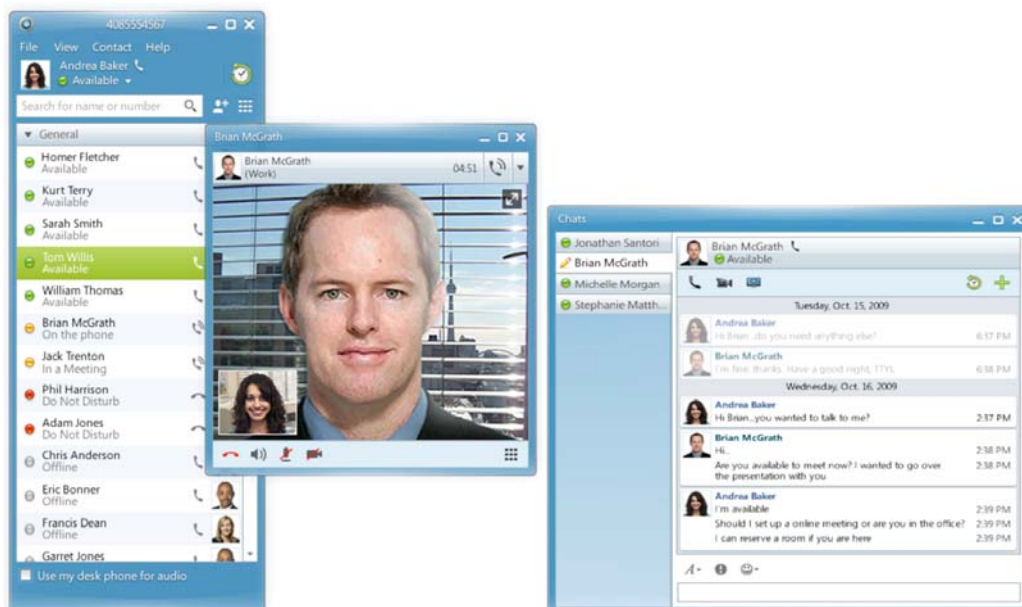 4085554567
File View Contact Help
Andrea Baker
Available
Search for name or number
General
Homer Fletcher
Available
Kurt Terry
Available
Sarah Smith
Available
Tom Willis
Available
William Thomas
Available
Brian McGrath
On the phone
Jack Trenton
In a Meeting
Phil Harrison
Do Not Disturb
Adam Jones
Do Not Disturb
Chris Anderson
Offline
Eric Bonner
Offline
Francis Dean
Offline
Garret Jones
Use my desk phone for audio
Brian McGrath
Brian McGrath
(Work)
04:51
Chats
Jonathan Santori
Brian McGrath
Michelle Morgan
Stephanie Matth...
Brian McGrath
Available
Tuesday, Oct. 15, 2009
Andrea Baker
Hi Brian...do you need anything else? 6:37 PM
Brian McGrath
I'm fine, thanks. Have a good night, TTYL 6:38 PM
Wednesday, Oct. 16, 2009
Andrea Baker
Hi Brian...you wanted to talk to me? 2:37 PM
Brian McGrath
Hi.. 2:38 PM
Are you available to meet now? I wanted to go over 2:38 PM
the presentation with you
Andrea Baker
I'm available 2:39 PM
Should I set up a online meeting or are you in the office? 2:39 PM
I can reserve a room if you are here 2:39 PM
A